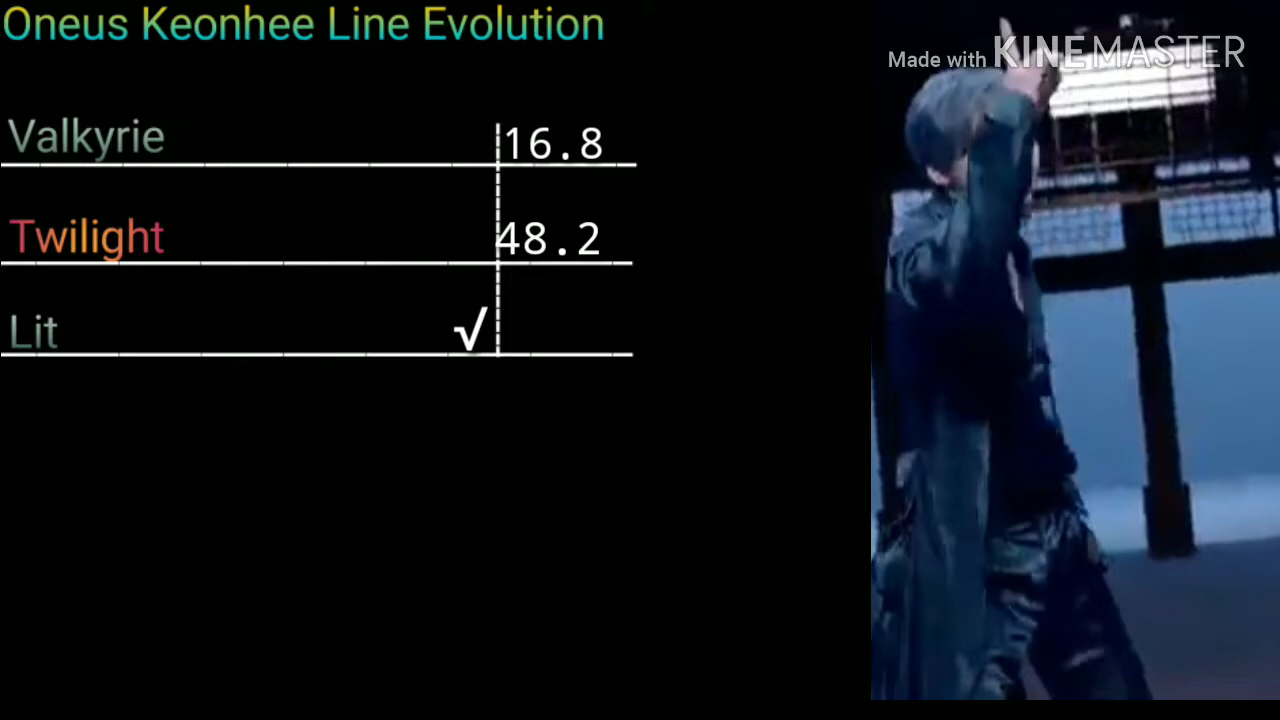 Oneus Keonhee Line Evolution
Made with KINEMASTER
Valkyrie 16.8
Twilight 48.2
Lit √